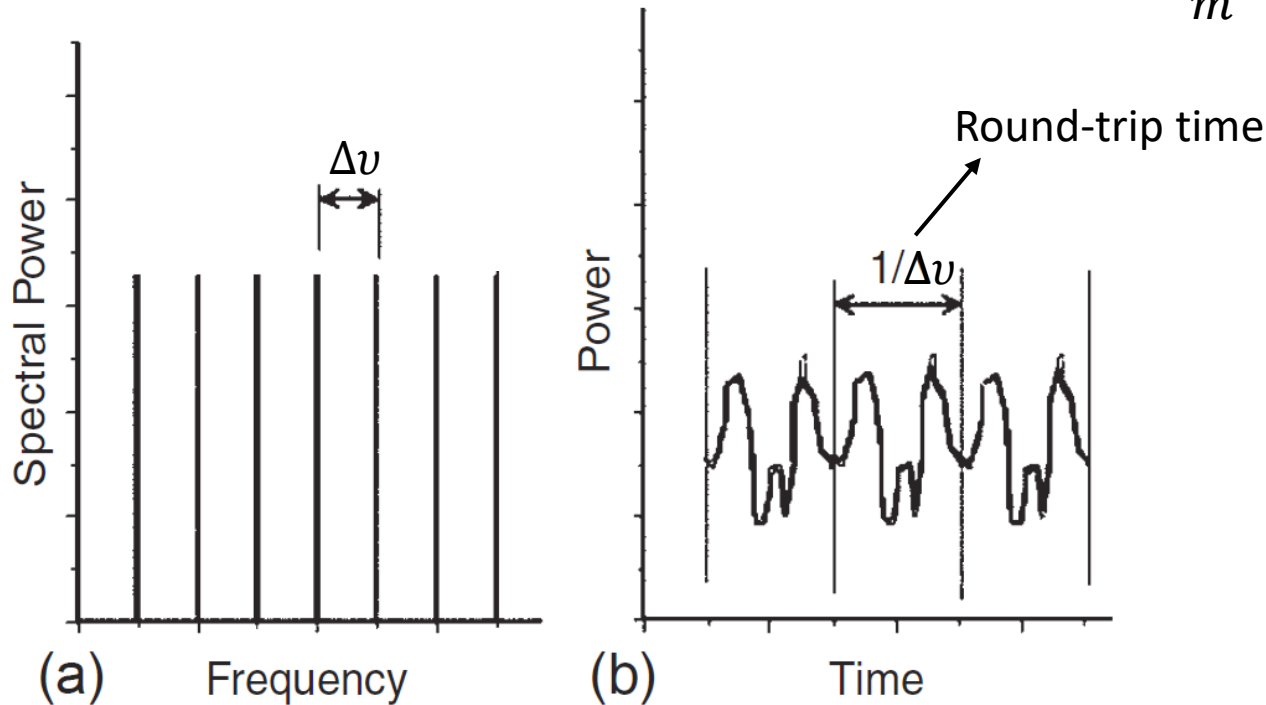 m
Round-trip time
Δυ
1/Δυ
Spectral Power
Power
(a)
Frequency
(b)
Time